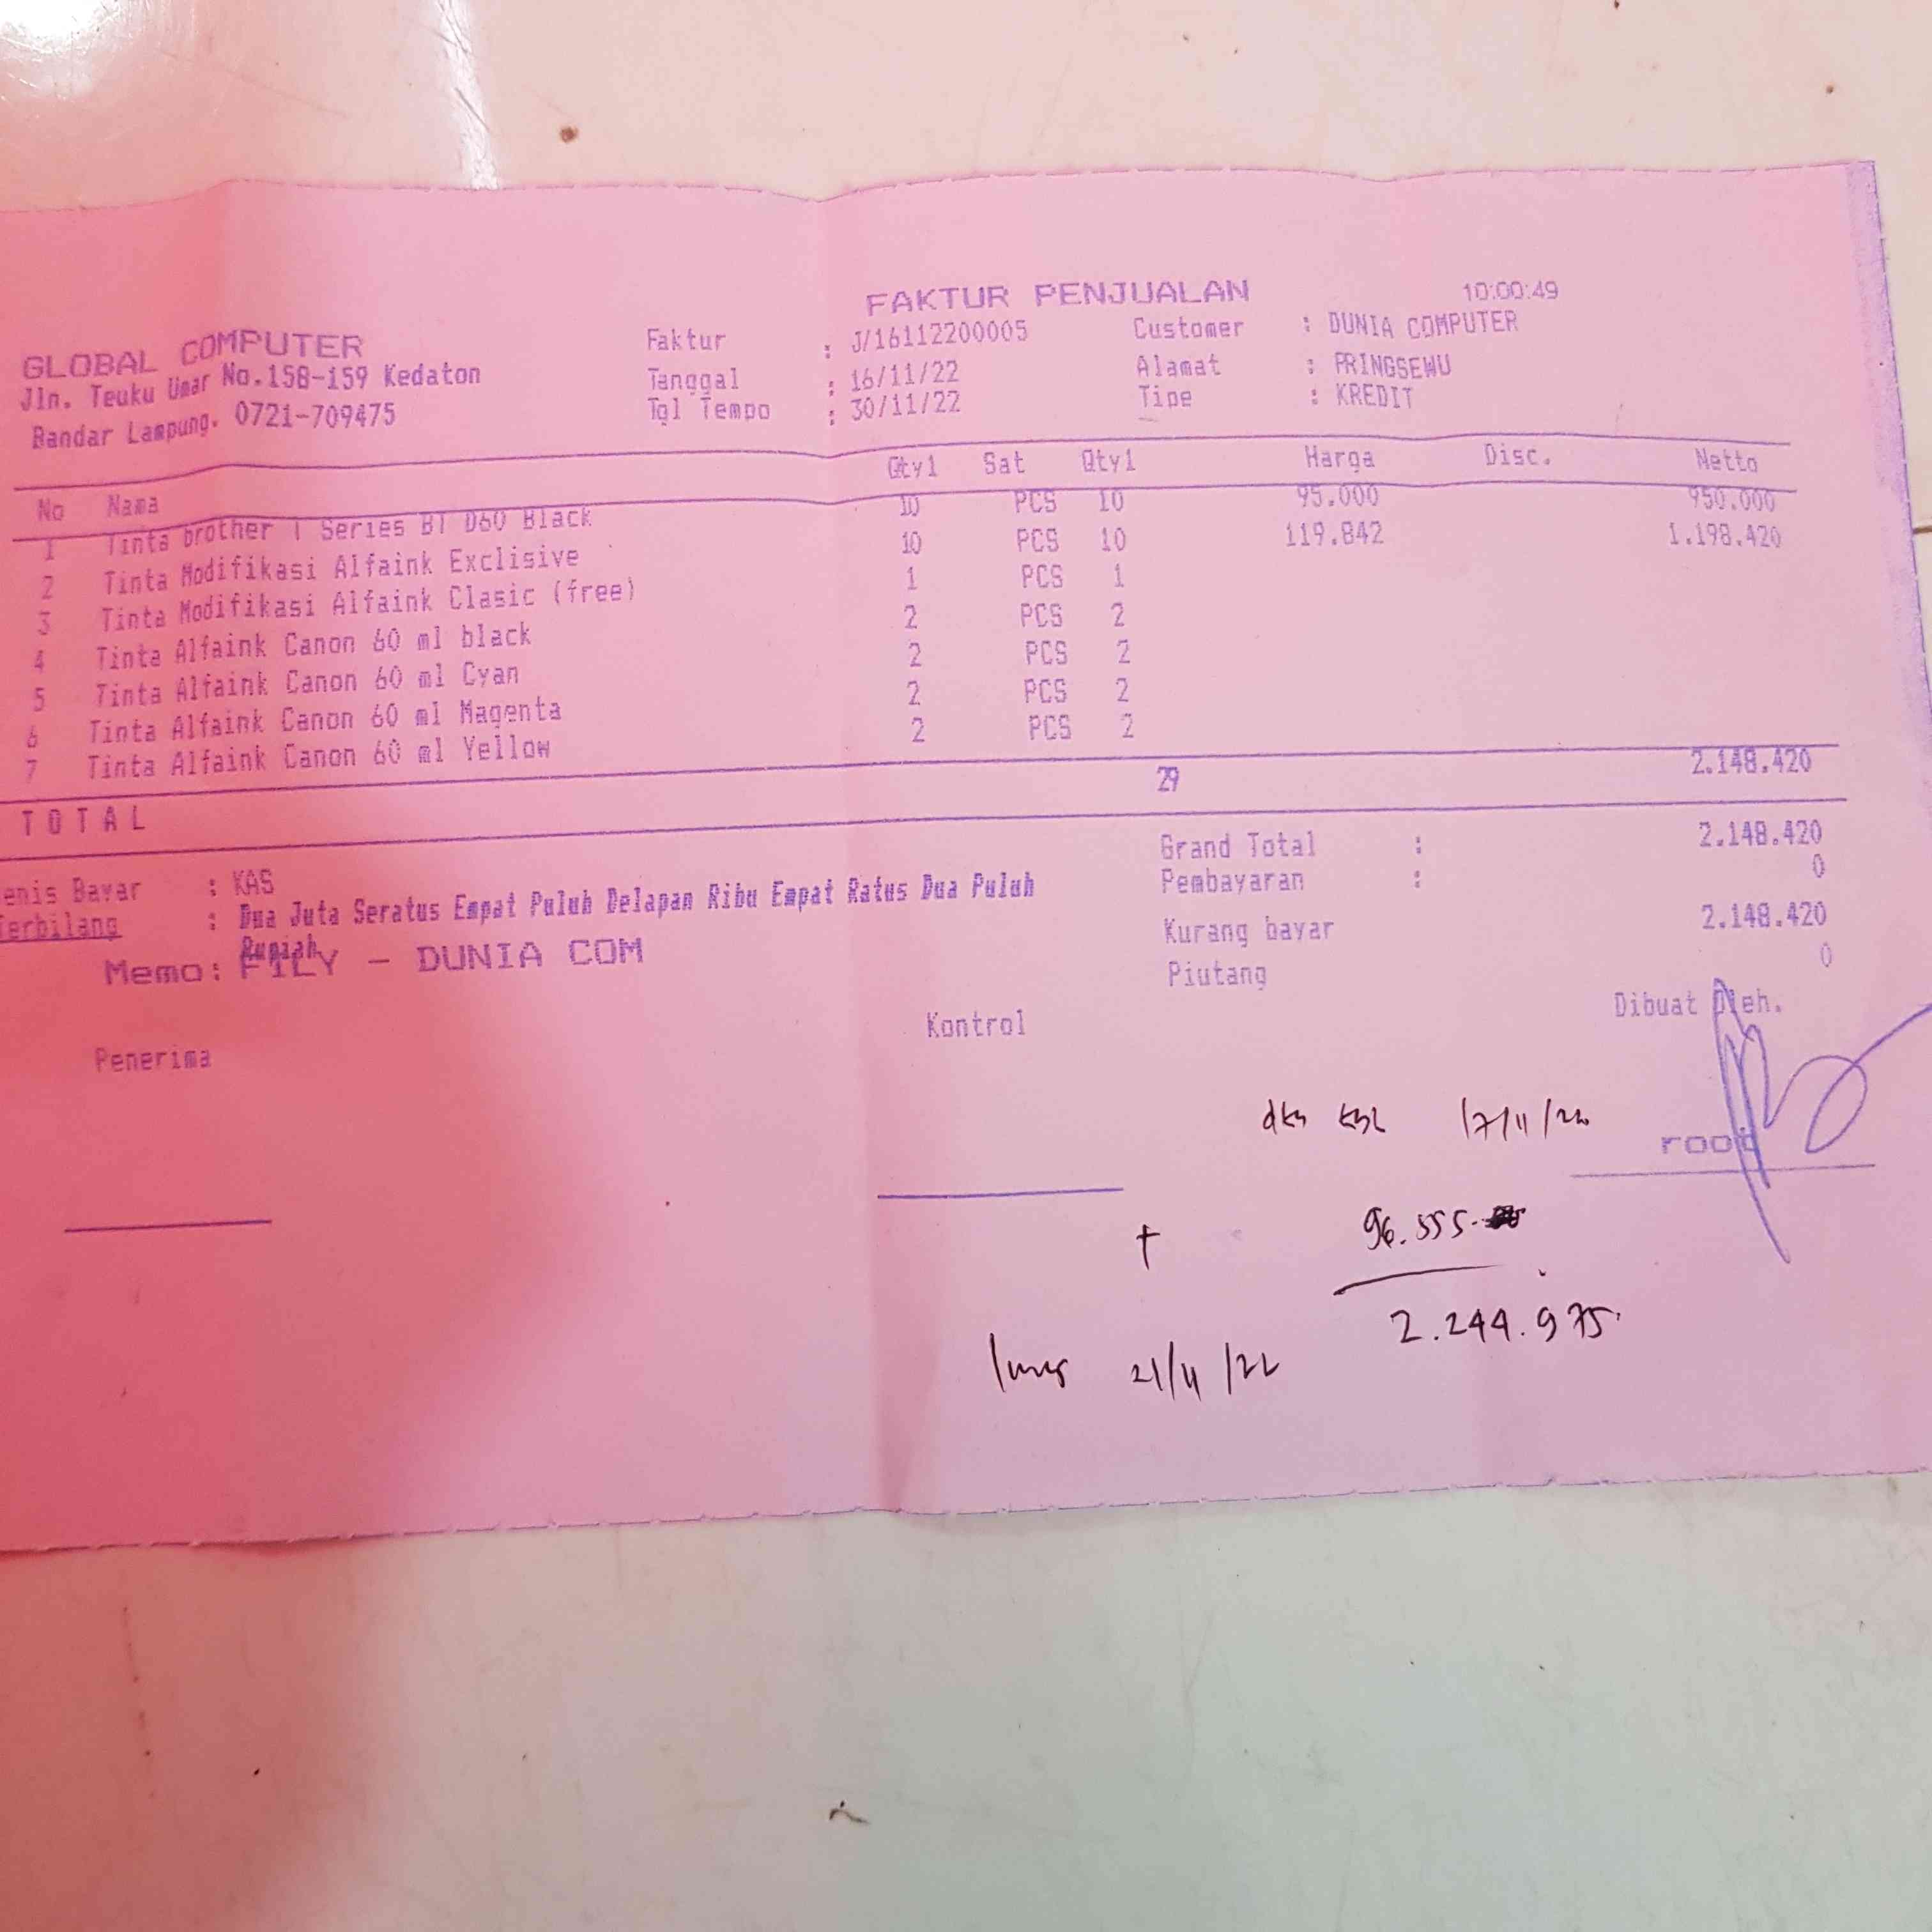 FAKTUR PENJUALAN 10:00:49
GLOBAL COMPUTER
Jln. Teuku Umar No.158-159 Kedaton
Bandar Lampung. 0721-709475
Faktur : J/16112200005
Tanggal : 16/11/22
Tgl Tempo : 30/11/22
Customer : DUNIA COMPUTER
Alamat : PRINGSEWU
Tipe : KREDIT
No Nama Qty1 Sat Qty1 Harga Disc. Netto
1 Tinta brother T Series BT D60 Black 10 PCS 10 95.000 950.000
2 Tinta Modifikasi Alfaink Exclisive 10 PCS 10 119.842 1.198.420
3 Tinta Modifikasi Alfaink Clasic (free) 1 PCS 1
4 Tinta Alfaink Canon 60 ml black 2 PCS 2
5 Tinta Alfaink Canon 60 ml Cyan 2 PCS 2
6 Tinta Alfaink Canon 60 ml Magenta 2 PCS 2
7 Tinta Alfaink Canon 60 ml Yellow 2 PCS 2
TOTAL 29 2.148.420
enis Bayar : KAS
Terbilang : Dua Juta Seratus Empat Puluh Delapan Ribu Empat Ratus Dua Puluh
Rupiah
Memo: FILY - DUNIA COM
Grand Total : 2.148.420
Pembayaran : 0
Kurang bayar 2.148.420
Piutang 0
Penerima Kontrol Dibuat Oleh.
17/11/22
root
+ 96.555
2.244.975
lunas 21/11/22